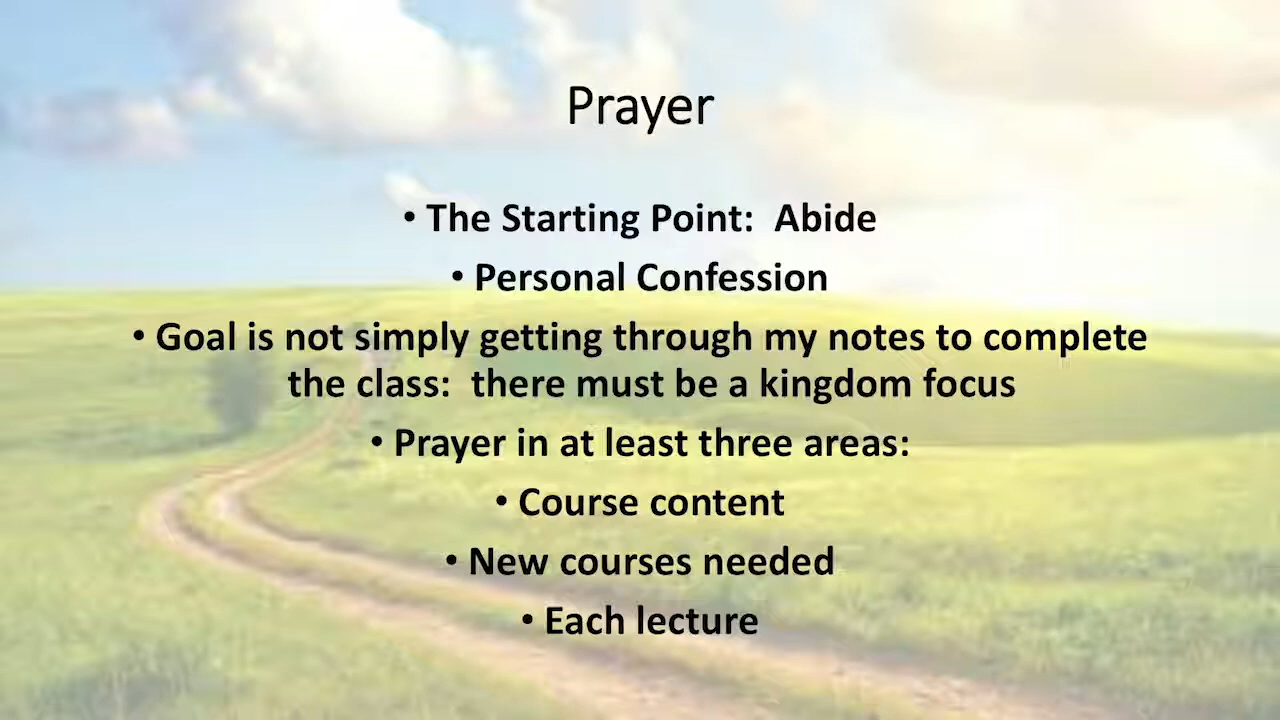 Prayer
• The Starting Point:  Abide
• Personal Confession
• Goal is not simply getting through my notes to complete
the class:  there must be a kingdom focus
• Prayer in at least three areas:
• Course content
• New courses needed
• Each lecture